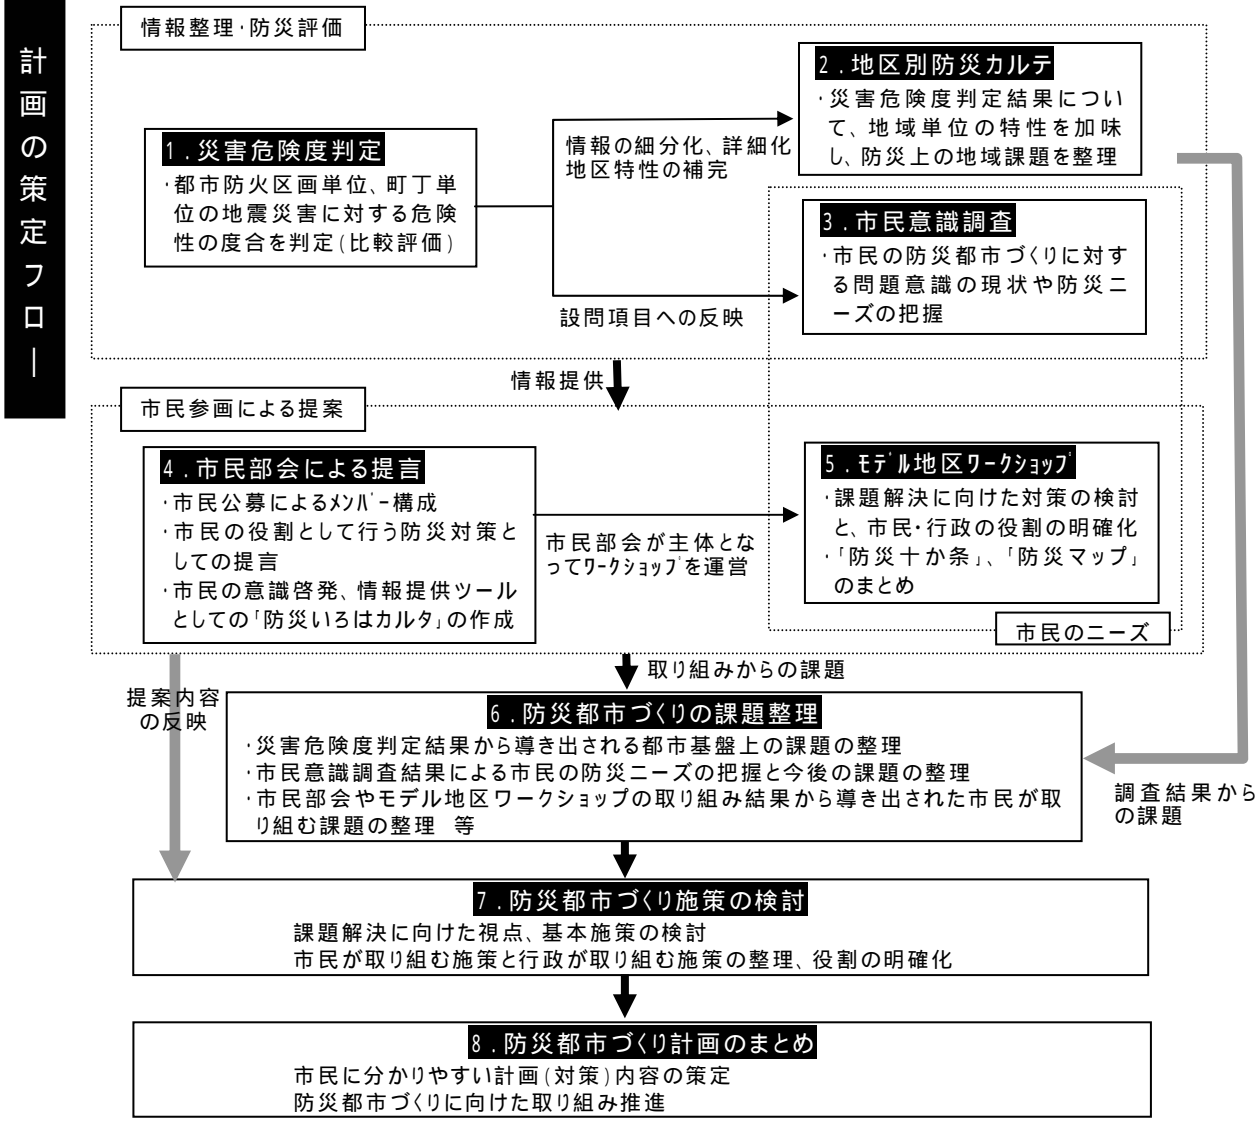 計画の策定フロー
情報整理・防災評価
1．災害危険度判定
・都市防火区画単位、町丁単
位の地震災害に対する危険
性の度合を判定(比較評価)
情報の細分化、詳細化
地区特性の補完
2．地区別防災カルテ
・災害危険度判定結果につい
て、地域単位の特性を加味
し、防災上の地域課題を整理
設問項目への反映
3．市民意識調査
・市民の防災都市づくりに対す
る問題意識の現状や防災ニ
ーズの把握
情報提供
市民参画による提案
4．市民部会による提言
・市民公募によるﾒﾝﾊﾞｰ構成
・市民の役割として行う防災対策と
しての提言
・市民の意識啓発、情報提供ツール
としての「防災いろはカルタ」の作成
市民部会が主体とな
ってﾜｰｸｼｮｯﾌﾟを運営
5．ﾓﾃﾞﾙ地区ﾜｰｸｼｮｯﾌﾟ
・課題解決に向けた対策の検討
と、市民・行政の役割の明確化
・「防災十か条」、「防災マップ」
のまとめ
市民のニーズ
取り組みからの課題
提案内容
の反映
6．防災都市づくりの課題整理
・災害危険度判定結果から導き出される都市基盤上の課題の整理
・市民意識調査結果による市民の防災ニーズの把握と今後の課題の整理
・市民部会やモデル地区ワークショップの取り組み結果から導き出された市民が取
り組む課題の整理　等
調査結果から
の課題
7．防災都市づくり施策の検討
課題解決に向けた視点、基本施策の検討
市民が取り組む施策と行政が取り組む施策の整理、役割の明確化
8．防災都市づくり計画のまとめ
市民に分かりやすい計画(対策)内容の策定
防災都市づくりに向けた取り組み推進